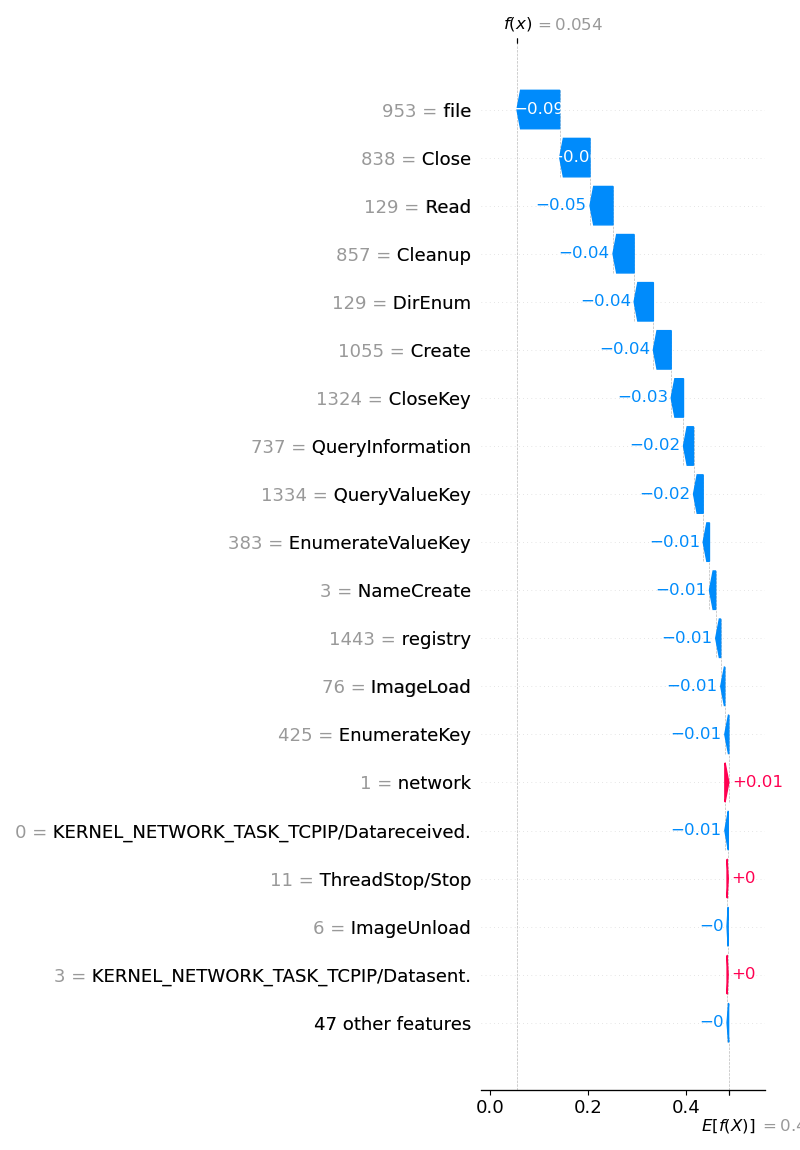 f(x) = 0.054
953 = file −0.09
838 = Close −0.0
129 = Read −0.05
857 = Cleanup −0.04
129 = DirEnum −0.04
1055 = Create −0.04
1324 = CloseKey −0.03
737 = QueryInformation −0.02
1334 = QueryValueKey −0.02
383 = EnumerateValueKey −0.01
3 = NameCreate −0.01
1443 = registry −0.01
76 = ImageLoad −0.01
425 = EnumerateKey −0.01
1 = network +0.01
0 = KERNEL_NETWORK_TASK_TCPIP/Datareceived. −0.01
11 = ThreadStop/Stop +0
6 = ImageUnload −0
3 = KERNEL_NETWORK_TASK_TCPIP/Datasent. +0
47 other features −0
0.0 0.2 0.4
E[f(X)] = 0.4